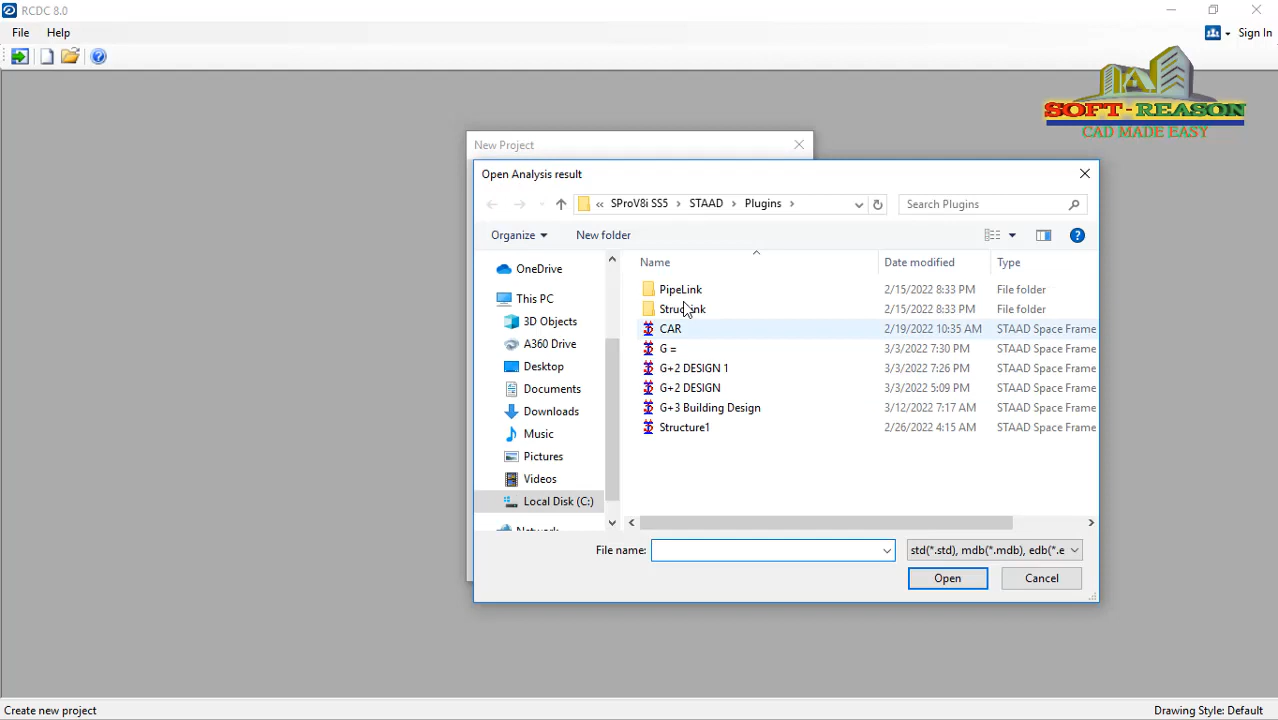 RCDC 8.0
File Help
Sign In
SOFT-REASON
CAD MADE EASY
New Project
Open Analysis result
« SProV8i SS5 > STAAD > Plugins >
Search Plugins
Organize
New folder
Name Date modified Type
OneDrive
This PC
3D Objects
A360 Drive
Desktop
Documents
Downloads
Music
Pictures
Videos
Local Disk (C:)
Network
PipeLink 2/15/2022 8:33 PM File folder
StrucLink 2/15/2022 8:33 PM File folder
CAR 2/19/2022 10:35 AM STAAD Space Frame
G = 3/3/2022 7:30 PM STAAD Space Frame
G+2 DESIGN 1 3/3/2022 7:26 PM STAAD Space Frame
G+2 DESIGN 3/3/2022 5:09 PM STAAD Space Frame
G+3 Building Design 3/12/2022 7:17 AM STAAD Space Frame
Structure1 2/26/2022 4:15 AM STAAD Space Frame
File name:
std(*.std), mdb(*.mdb), edb(*.e
Open
Cancel
Create new project
Drawing Style: Default